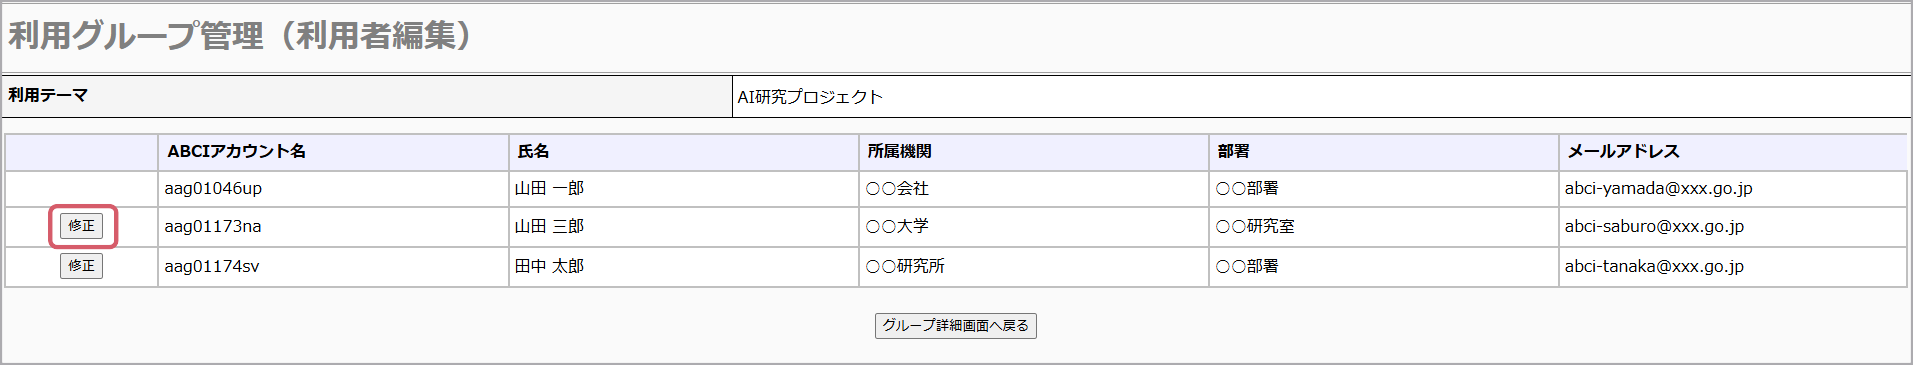 利用グループ管理（利用者編集）
利用テーマ AI研究プロジェクト
ABCIアカウント名 氏名 所属機関 部署 メールアドレス
aag01046up 山田 一郎 ○○会社 ○○部署 abci-yamada@xxx.go.jp
修正 aag01173na 山田 三郎 ○○大学 ○○研究室 abci-saburo@xxx.go.jp
修正 aag01174sv 田中 太郎 ○○研究所 ○○部署 abci-tanaka@xxx.go.jp
グループ詳細画面へ戻る